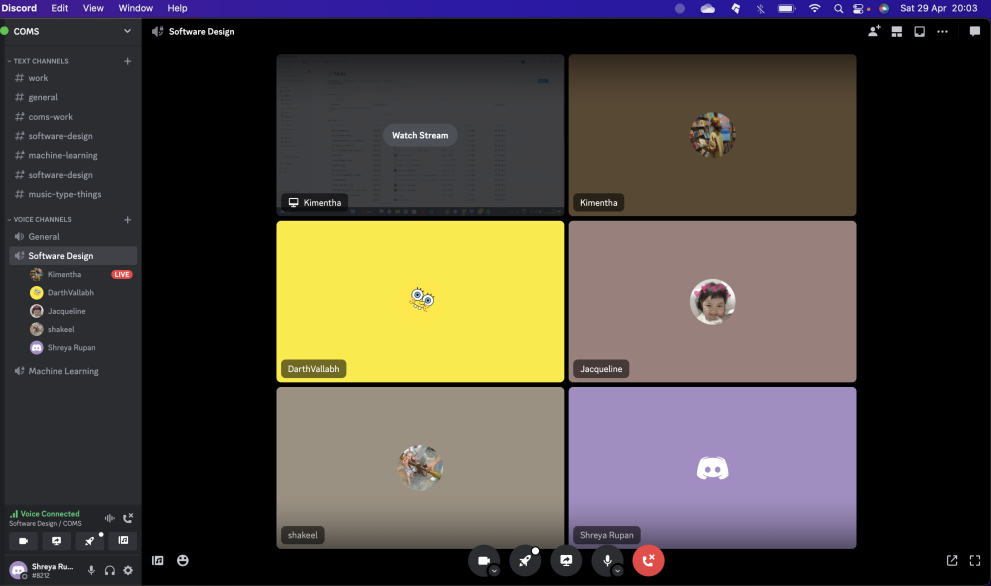 Discord Edit View Window Help Sat 29 Apr 20:03
COMS
Software Design
TEXT CHANNELS
work
general
coms-work
software-design
machine-learning
software-design
music-type-things
VOICE CHANNELS
General
Software Design
Kimentha LIVE
DarthVallabh
Jacqueline
shakeel
Shreya Rupan
Machine Learning
Voice Connected
Software Design / COMS
Shreya Ru...
#8212
Watch Stream
Kimentha
Kimentha
DarthVallabh
Jacqueline
shakeel
Shreya Rupan